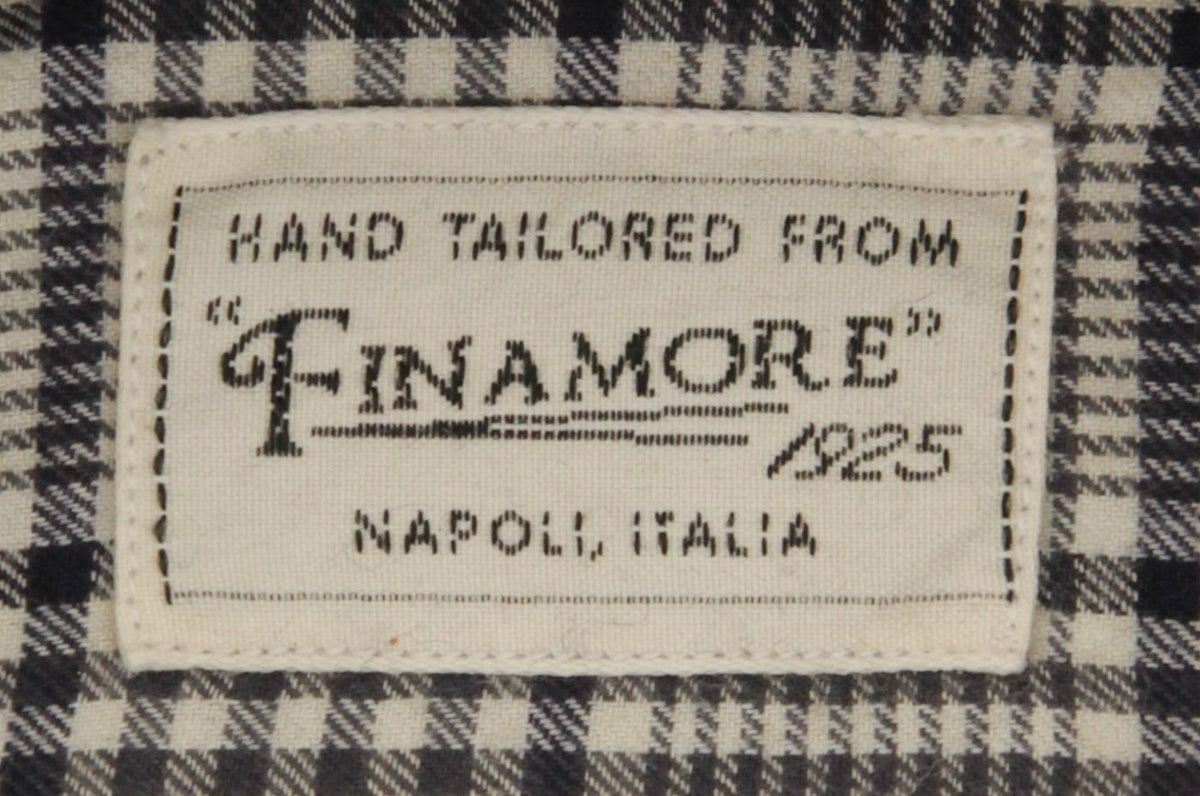 HAND TAILORED FROM
"FINAMORE"
1925
NAPOLI, ITALIA